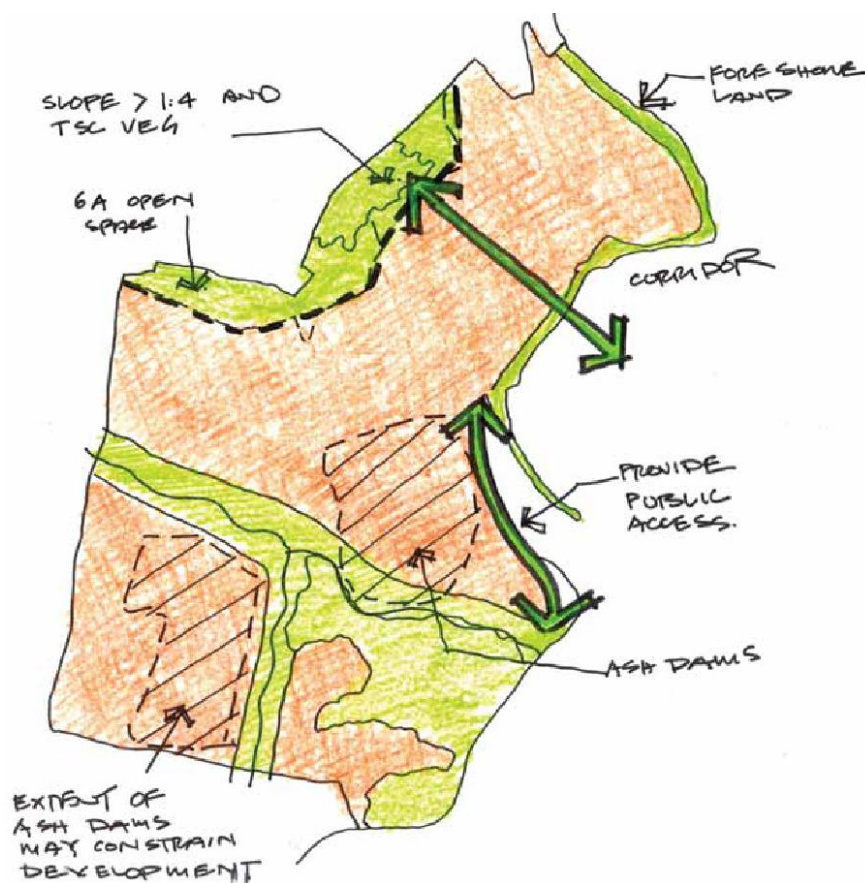 FORESHORE
LAND
SLOPE > 1:4 AND
TSC VEG
6A OPEN
SPACE
CORRIDOR
PROVIDE
PUBLIC
ACCESS.
ASH DAMS
EXTENT OF
ASH DAMS
MAY CONSTRAIN
DEVELOPMENT